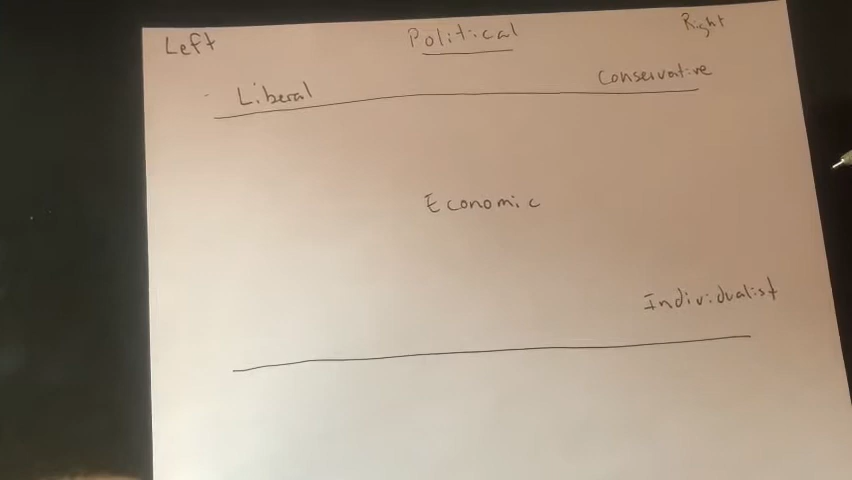 Left Political Right
Liberal Conservative
Economic
Individualist